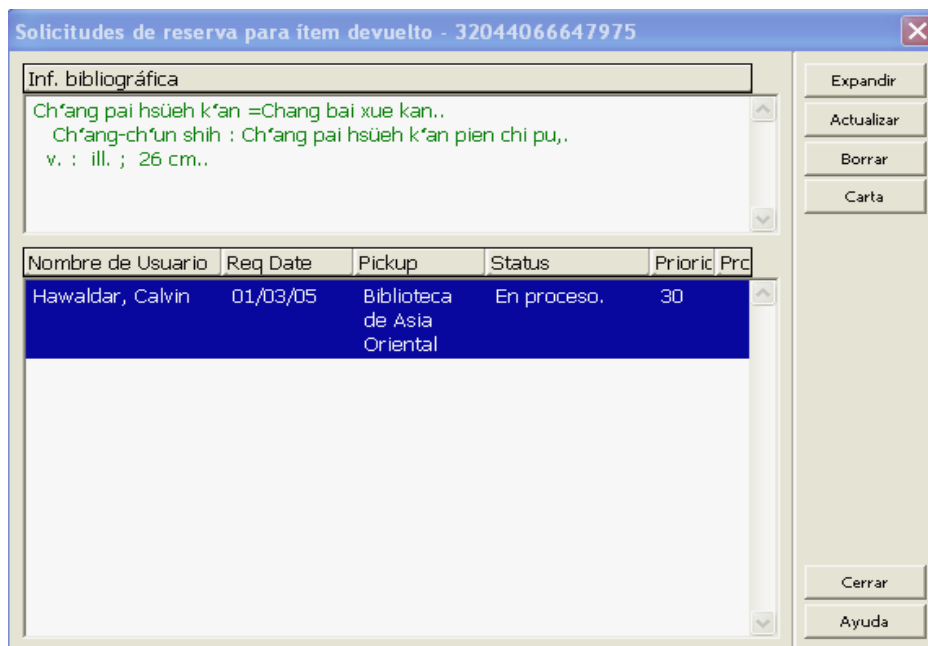 Solicitudes de reserva para ítem devuelto - 32044066647975
Inf. bibliográfica
Chʻang pai hsüeh kʻan =Chang bai xue kan..
Chʻang-chʻun shih : Chʻang pai hsüeh kʻan pien chi pu,.
v. : ill. ; 26 cm..
Expandir
Actualizar
Borrar
Carta
Nombre de Usuario Req Date Pickup Status Prioric Prc
Hawaldar, Calvin 01/03/05 Biblioteca En proceso. 30
de Asia
Oriental
Cerrar
Ayuda